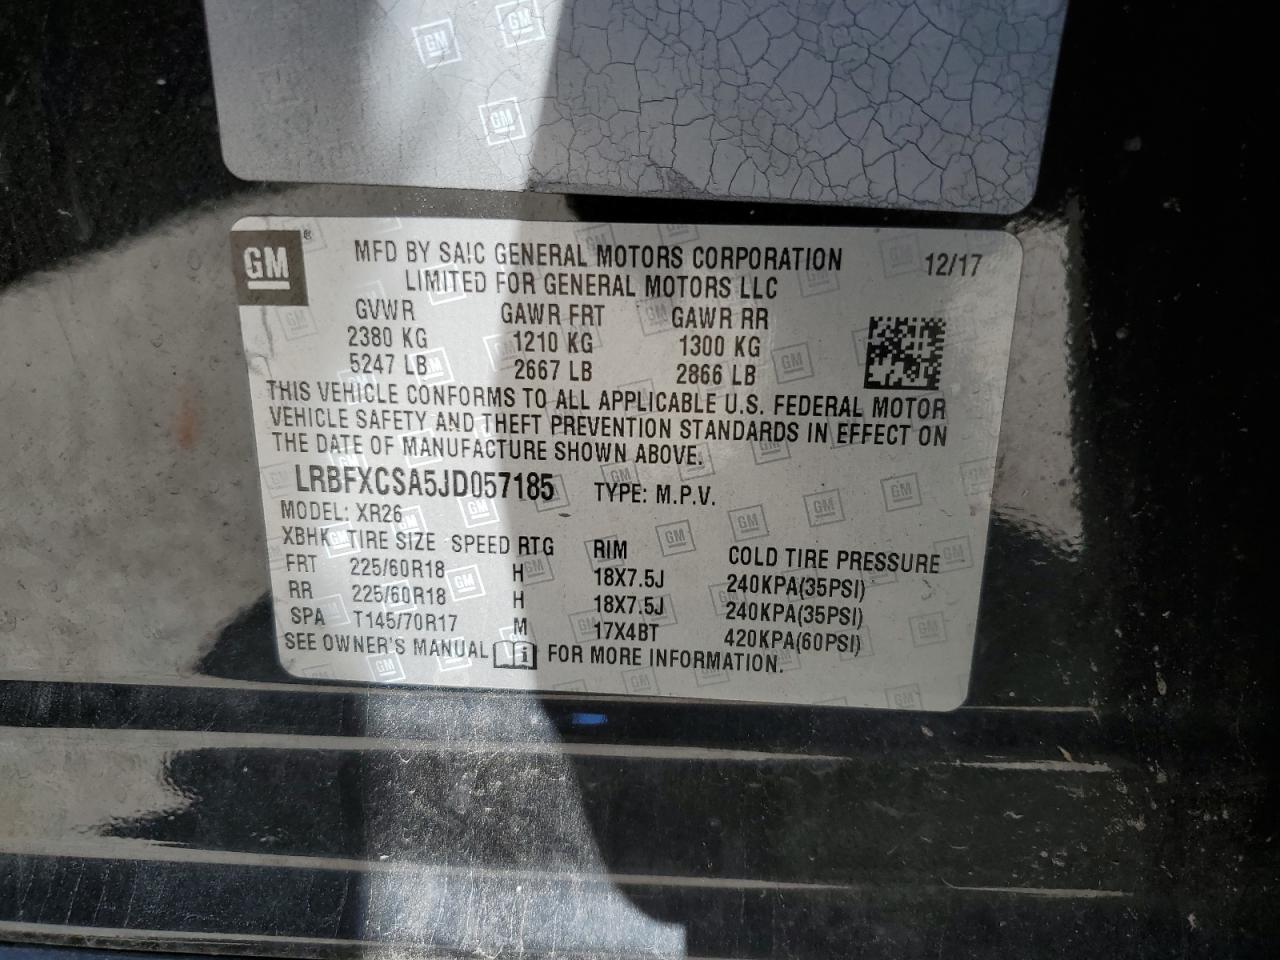 GM
GM
GM
GM ® MFD BY SAIC GENERAL MOTORS CORPORATION 12/17
LIMITED FOR GENERAL MOTORS LLC
GVWR GAWR FRT GAWR RR
2380 KG 1210 KG 1300 KG
5247 LB 2667 LB 2866 LB
THIS VEHICLE CONFORMS TO ALL APPLICABLE U.S. FEDERAL MOTOR
VEHICLE SAFETY AND THEFT PREVENTION STANDARDS IN EFFECT ON
THE DATE OF MANUFACTURE SHOWN ABOVE.
LRBFXCSA5JD057185 TYPE: M.P.V.
MODEL: XR26
XBHK TIRE SIZE SPEED RTG RIM COLD TIRE PRESSURE
FRT 225/60R18 H 18X7.5J 240KPA(35PSI)
RR 225/60R18 H 18X7.5J 240KPA(35PSI)
SPA T145/70R17 M 17X4BT 420KPA(60PSI)
SEE OWNER'S MANUAL i FOR MORE INFORMATION.